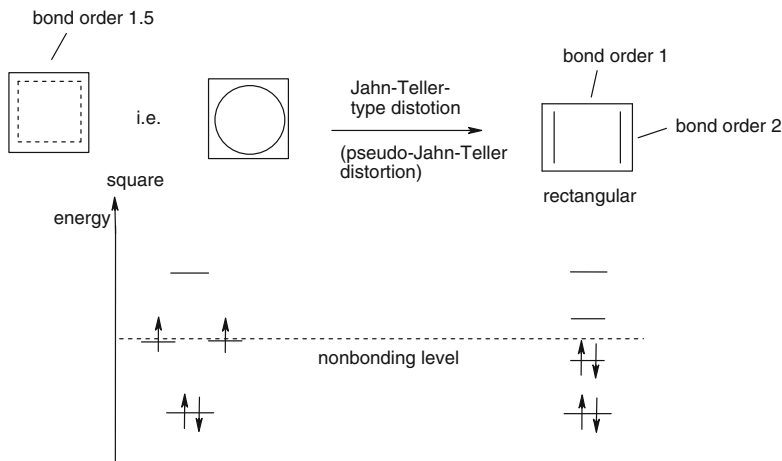 bond order 1.5
i.e.
Jahn-Teller-
type distotion
(pseudo-Jahn-Teller
distortion)
bond order 1
bond order 2
square
rectangular
energy
nonbonding level